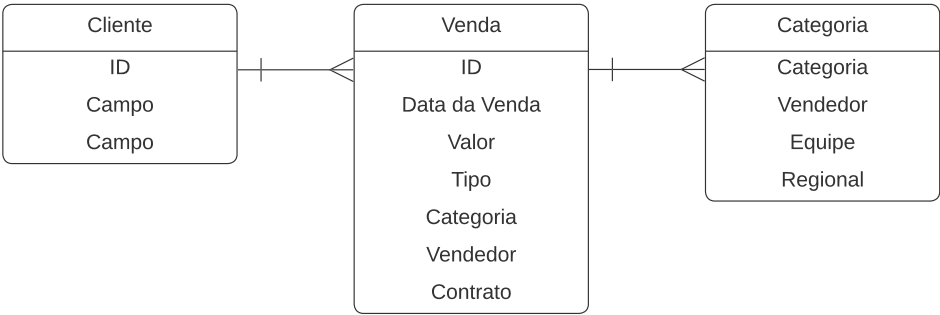 Cliente
ID
Campo
Campo
Venda
ID
Data da Venda
Valor
Tipo
Categoria
Vendedor
Contrato
Categoria
Categoria
Vendedor
Equipe
Regional